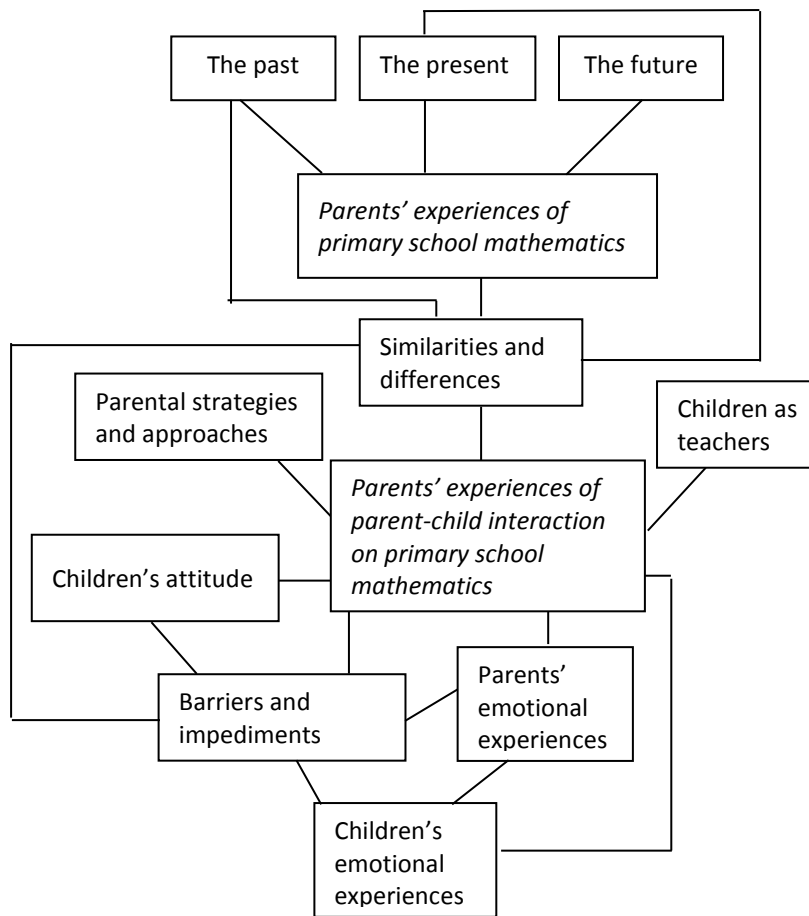 The past
The present
The future
Parents’ experiences of
primary school mathematics
Similarities and
differences
Parental strategies
and approaches
Children as
teachers
Parents’ experiences of
parent-child interaction
on primary school
mathematics
Children’s attitude
Barriers and
impediments
Parents’
emotional
experiences
Children’s
emotional
experiences